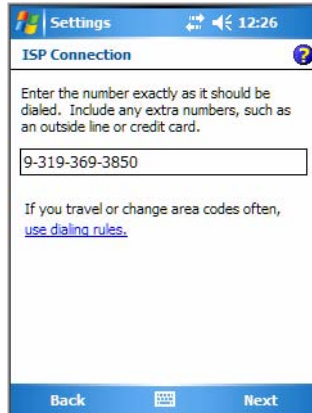 Settings 12:26
ISP Connection ?
Enter the number exactly as it should be
dialed. Include any extra numbers, such as
an outside line or credit card.
9-319-369-3850
If you travel or change area codes often,
use dialing rules.
Back Next